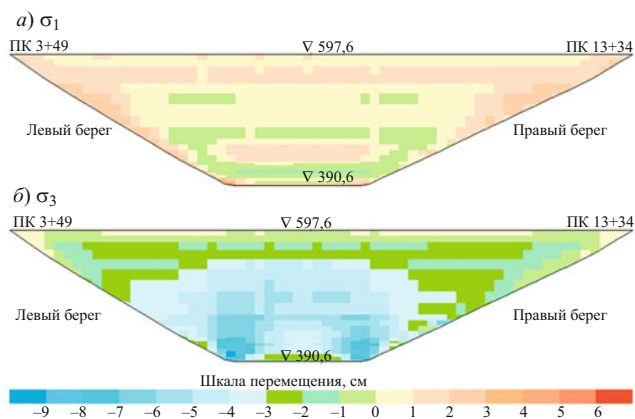 а) σ1
ПК 3+49 ∇ 597,6 ПК 13+34
Левый берег Правый берег
∇ 390,6
б) σ3
ПК 3+49 ∇ 597,6 ПК 13+34
Левый берег Правый берег
∇ 390,6
Шкала перемещения, см
–9 –8 –7 –6 –5 –4 –3 –2 –1 0 1 2 3 4 5 6